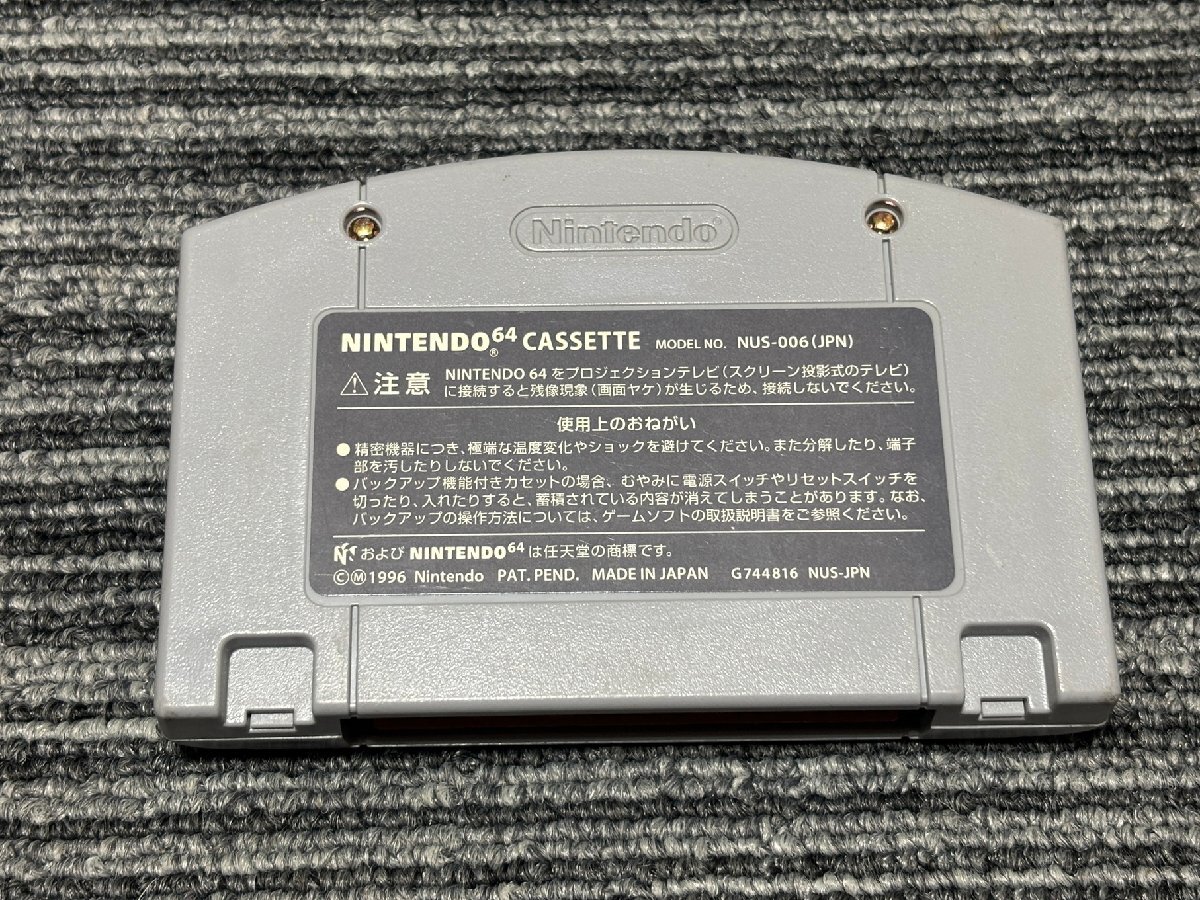 Nintendo®
NINTENDO®64 CASSETTE MODEL NO. NUS-006(JPN)
⚠注意 NINTENDO 64 をプロジェクションテレビ(スクリーン投影式のテレビ)
に接続すると残像現象(画面ヤケ)が生じるため、接続しないでください。
使用上のおねがい
●精密機器につき、極端な温度変化やショックを避けてください。また分解したり、端子
部を汚したりしないでください。
●バックアップ機能付きカセットの場合、むやみに電源スイッチやリセットスイッチを
切ったり、入れたりすると、蓄積されている内容が消えてしまうことがあります。なお、
バックアップの操作方法については、ゲームソフトの取扱説明書をご参照ください。
および NINTENDO64 は任天堂の商標です。
©Ⓜ1996 Nintendo PAT. PEND. MADE IN JAPAN G744816 NUS-JPN